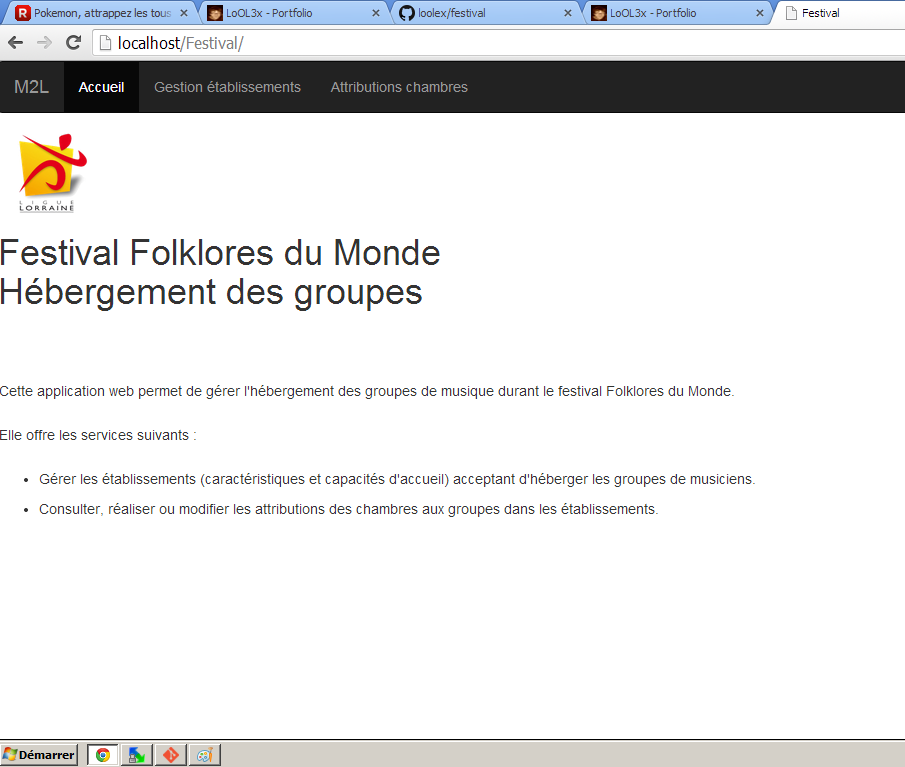 Pokemon, attrappez les tous
LoOL3x - Portfolio
loolex/festival
LoOL3x - Portfolio
Festival
localhost/Festival/
M2L Accueil Gestion établissements Attributions chambres
LIGUE
LORRAINE
Festival Folklores du Monde
Hébergement des groupes
Cette application web permet de gérer l'hébergement des groupes de musique durant le festival Folklores du Monde.
Elle offre les services suivants :
• Gérer les établissements (caractéristiques et capacités d'accueil) acceptant d'héberger les groupes de musiciens.
• Consulter, réaliser ou modifier les attributions des chambres aux groupes dans les établissements.
Démarrer